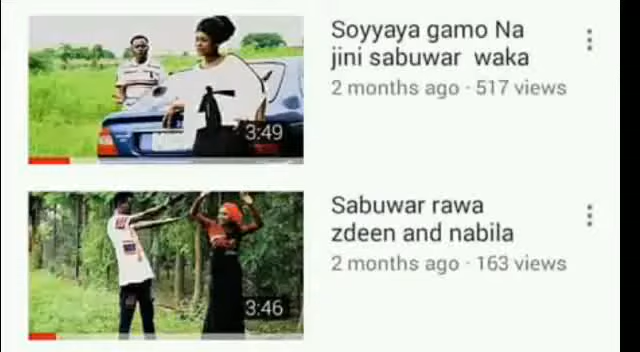 Soyyaya gamo Na
jini sabuwar waka
2 months ago · 517 views
3:49
Sabuwar rawa
zdeen and nabila
2 months ago · 163 views
3:46